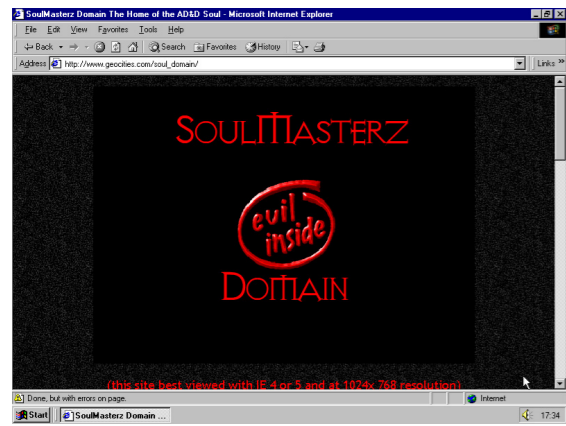 SoulMasterz Domain The Home of the AD&D Soul - Microsoft Internet Explorer
File Edit View Favorites Tools Help
Back Search Favorites History
Address http://www.geocities.com/soul_domain/ Links »
SOULMASTERZ
evil
inside
DOMAIN
(this site best viewed with IE 4 or 5 and at 1024x 768 resolution)
Done, but with errors on page. Internet
Start SoulMasterz Domain ... 17:34